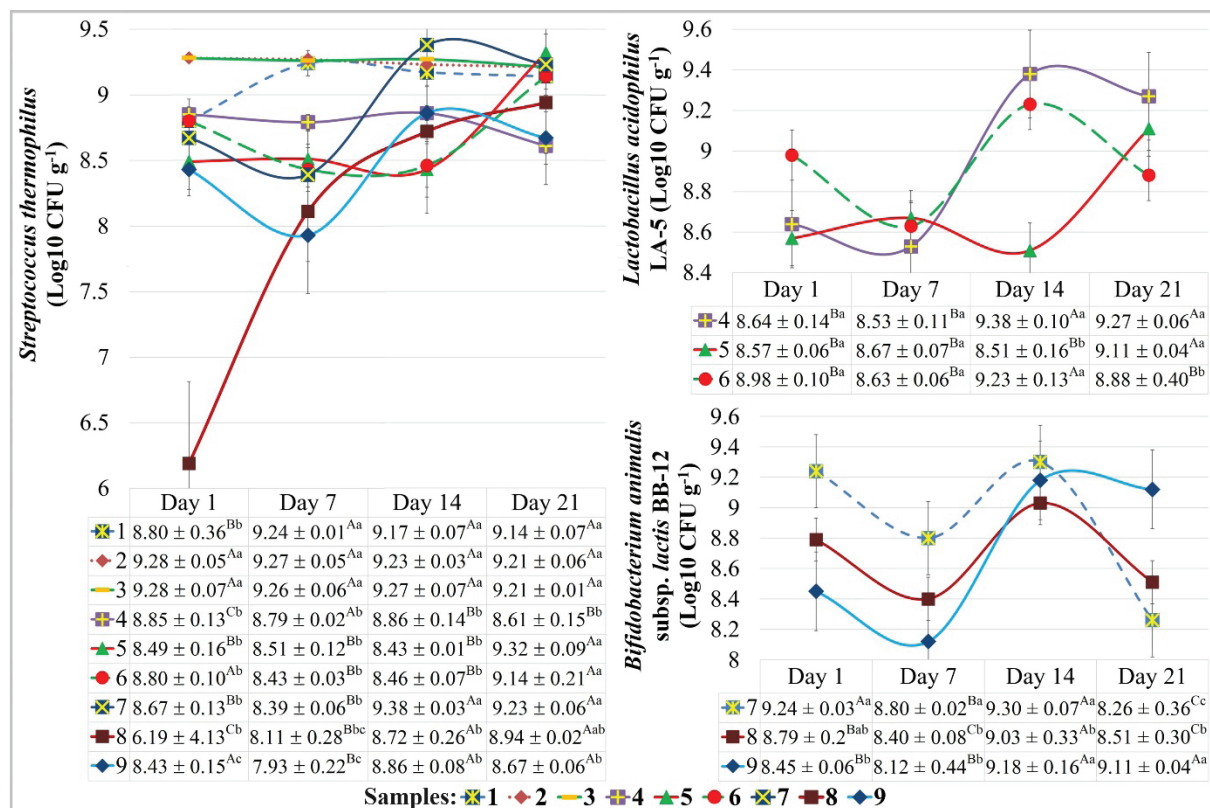 Streptococcus thermophilus
(Log10 CFU g-1)
9.5
9
8.5
8
7.5
7
6.5
6
Day 1 Day 7 Day 14 Day 21
1 8.80 ± 0.36Bb 9.24 ± 0.01Aa 9.17 ± 0.07Aa 9.14 ± 0.07Aa
2 9.28 ± 0.05Aa 9.27 ± 0.05Aa 9.23 ± 0.03Aa 9.21 ± 0.06Aa
3 9.28 ± 0.07Aa 9.26 ± 0.06Aa 9.27 ± 0.07Aa 9.21 ± 0.01Aa
4 8.85 ± 0.13Cb 8.79 ± 0.02Ab 8.86 ± 0.14Bb 8.61 ± 0.15Bb
5 8.49 ± 0.16Bb 8.51 ± 0.12Bb 8.43 ± 0.01Bb 9.32 ± 0.09Aa
6 8.80 ± 0.10Ab 8.43 ± 0.03Bb 8.46 ± 0.07Bb 9.14 ± 0.21Aa
7 8.67 ± 0.13Bb 8.39 ± 0.06Bb 9.38 ± 0.03Aa 9.23 ± 0.06Aa
8 6.19 ± 4.13Cb 8.11 ± 0.28Bbc 8.72 ± 0.26Ab 8.94 ± 0.02Aab
9 8.43 ± 0.15Ac 7.93 ± 0.22Bc 8.86 ± 0.08Ab 8.67 ± 0.06Ab
Lactobacillus acidophilus
LA-5 (Log10 CFU g-1)
9.6
9.4
9.2
9
8.8
8.6
8.4
Day 1 Day 7 Day 14 Day 21
4 8.64 ± 0.14Ba 8.53 ± 0.11Ba 9.38 ± 0.10Aa 9.27 ± 0.06Aa
5 8.57 ± 0.06Ba 8.67 ± 0.07Ba 8.51 ± 0.16Bb 9.11 ± 0.04Aa
6 8.98 ± 0.10Ba 8.63 ± 0.06Ba 9.23 ± 0.13Aa 8.88 ± 0.40Bb
Bifidobacterium animalis
subsp. lactis BB-12
(Log10 CFU g-1)
9.6
9.4
9.2
9
8.8
8.6
8.4
8.2
8
Day 1 Day 7 Day 14 Day 21
7 9.24 ± 0.03Aa 8.80 ± 0.02Ba 9.30 ± 0.07Aa 8.26 ± 0.36Cc
8 8.79 ± 0.2Bab 8.40 ± 0.08Cb 9.03 ± 0.33Ab 8.51 ± 0.30Cb
9 8.45 ± 0.06Bb 8.12 ± 0.44Bb 9.18 ± 0.16Aa 9.11 ± 0.04Aa
Samples: 1 2 3 4 5 6 7 8 9